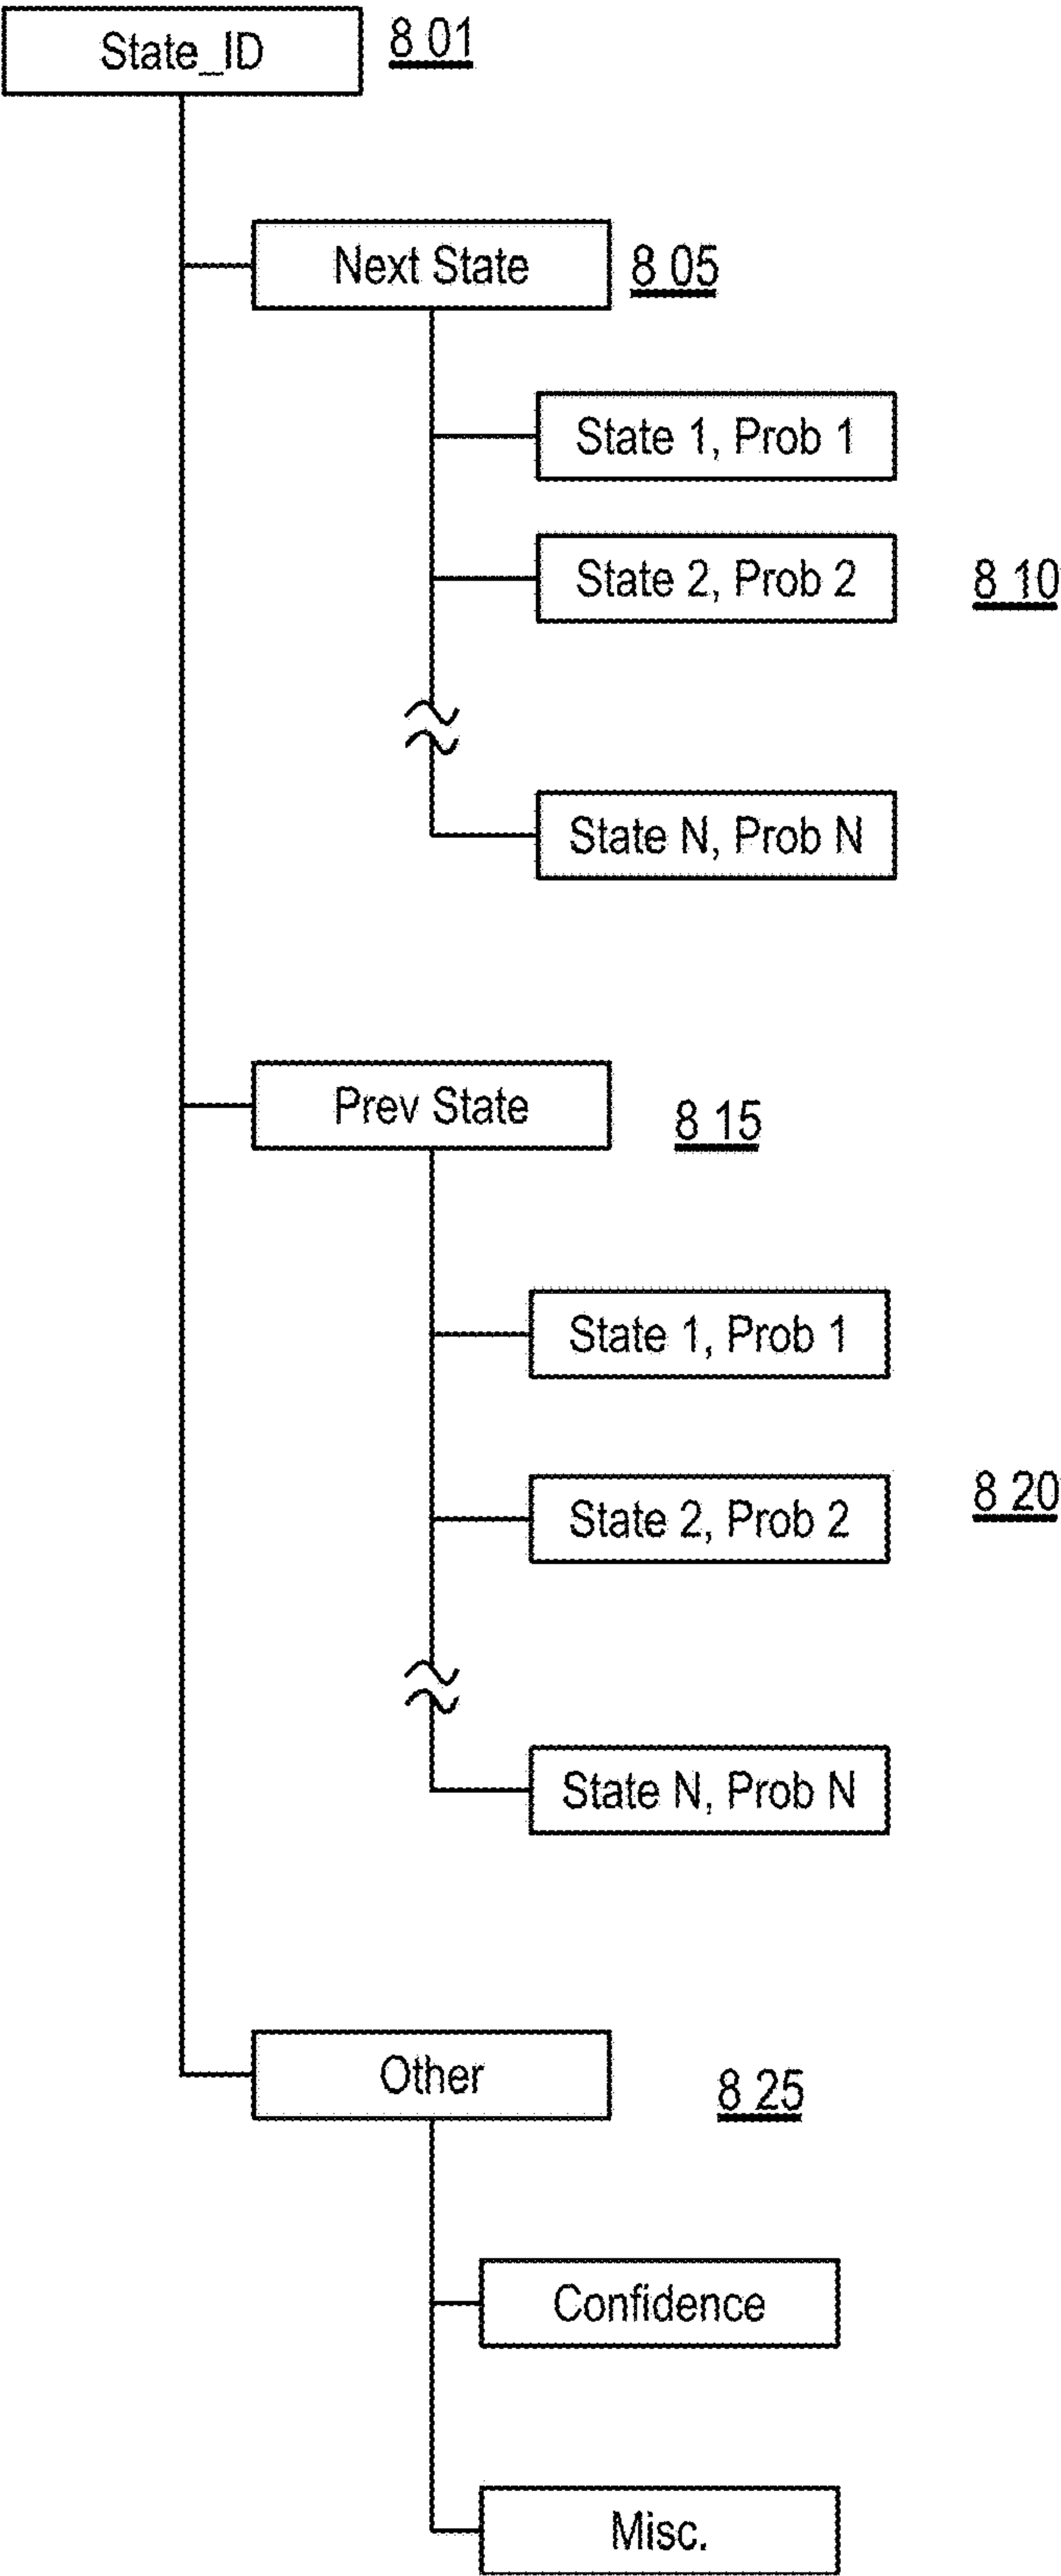 State_ID 8 01
Next State 8 05
State 1, Prob 1
State 2, Prob 2 8 10
State N, Prob N
Prev State 8 15
State 1, Prob 1
State 2, Prob 2 8 20
State N, Prob N
Other 8 25
Confidence
Misc.